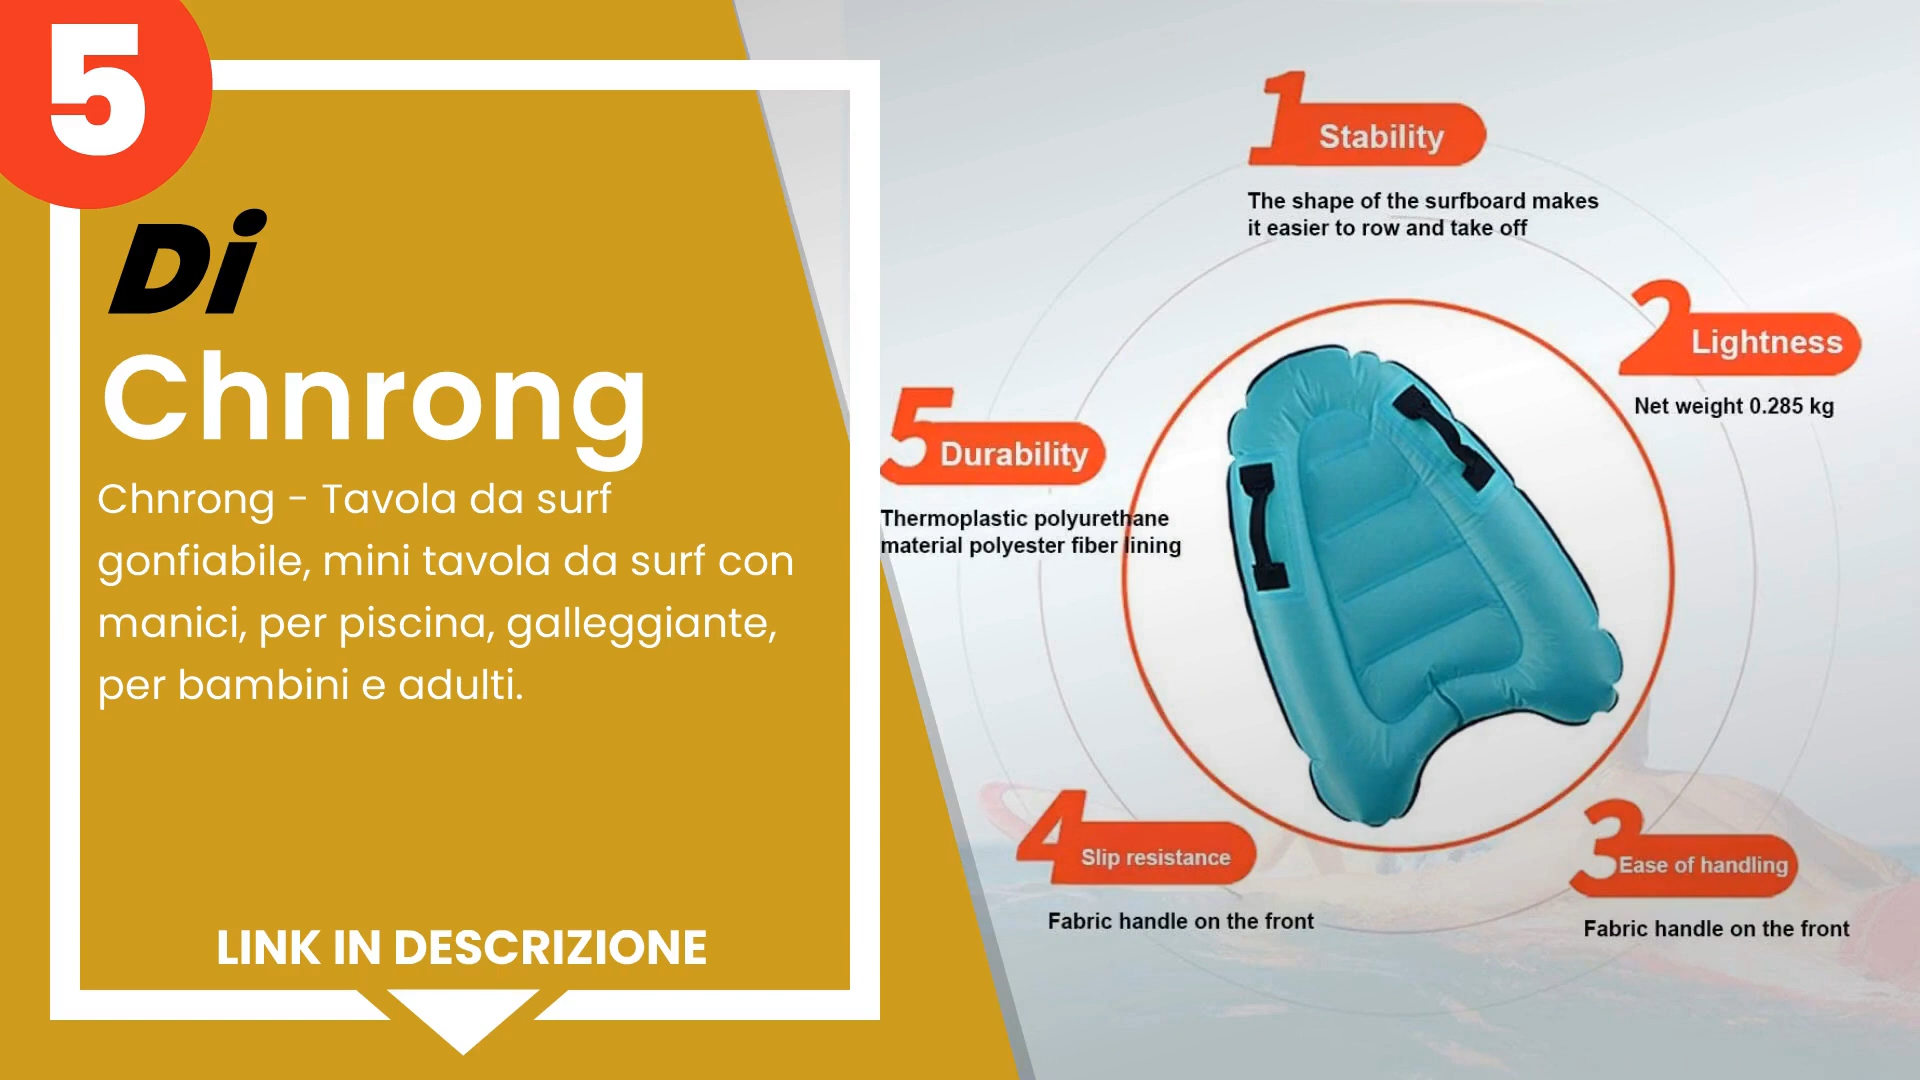 5
Di
Chnrong
Chnrong - Tavola da surf
gonfiabile, mini tavola da surf con
manici, per piscina, galleggiante,
per bambini e adulti.
LINK IN DESCRIZIONE
1 Stability
The shape of the surfboard makes
it easier to row and take off
2 Lightness
Net weight 0.285 kg
3 Ease of handling
Fabric handle on the front
4 Slip resistance
Fabric handle on the front
5 Durability
Thermoplastic polyurethane
material polyester fiber lining